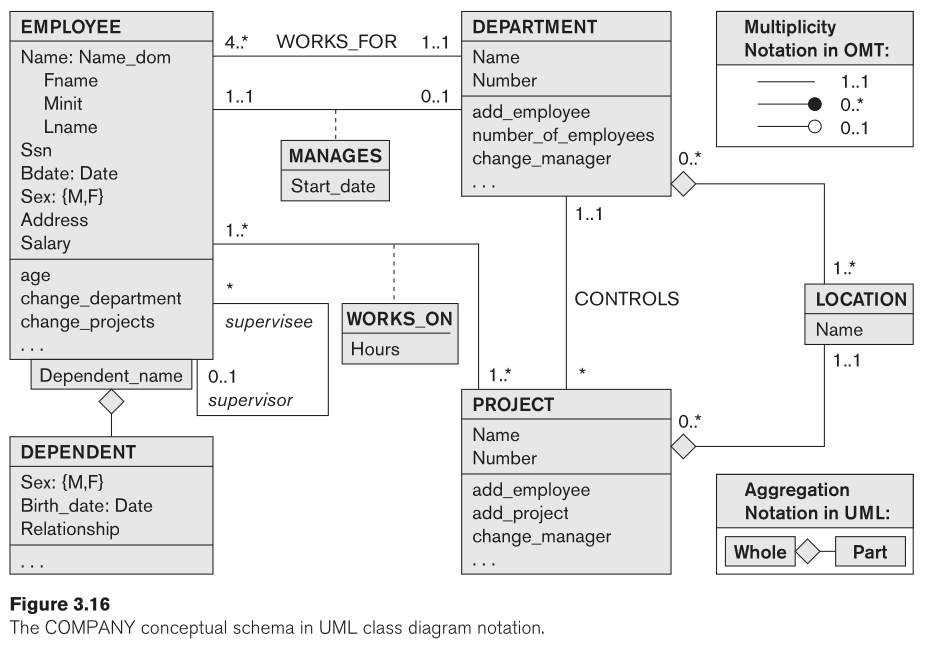 EMPLOYEE
Name: Name_dom
Fname
Minit
Lname
Ssn
Bdate: Date
Sex: {M,F}
Address
Salary
age
change_department
change_projects
. . .
Dependent_name
DEPENDENT
Sex: {M,F}
Birth_date: Date
Relationship
. . .
4..* WORKS_FOR 1..1
1..1 0..1
MANAGES
Start_date
1..*
*
supervisee
0..1
supervisor
WORKS_ON
Hours
1..*
DEPARTMENT
Name
Number
add_employee
number_of_employees
change_manager
. . .
0..*
1..1
CONTROLS
*
PROJECT
Name
Number
add_employee
add_project
change_manager
. . .
0..*
Multiplicity
Notation in OMT:
1..1
0..*
0..1
1..*
LOCATION
Name
1..1
Aggregation
Notation in UML:
Whole Part
Figure 3.16
The COMPANY conceptual schema in UML class diagram notation.